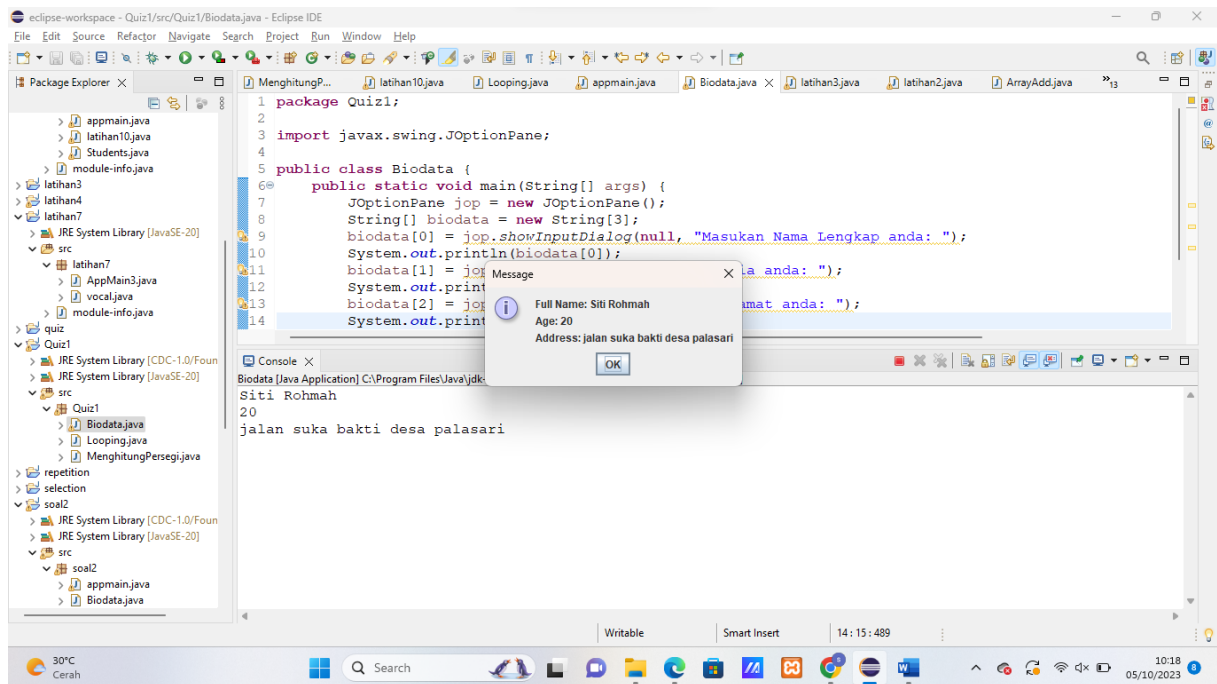 eclipse-workspace - Quiz1/src/Quiz1/Biodata.java - Eclipse IDE
File Edit Source Refactor Navigate Search Project Run Window Help
Package Explorer
appmain.java
latihan10.java
Students.java
module-info.java
latihan3
latihan4
latihan7
JRE System Library [JavaSE-20]
src
latihan7
AppMain3.java
vocal.java
module-info.java
quiz
Quiz1
JRE System Library [CDC-1.0/Foun
JRE System Library [JavaSE-20]
src
Quiz1
Biodata.java
Looping.java
MenghitungPersegi.java
repetition
selection
soal2
JRE System Library [CDC-1.0/Foun
JRE System Library [JavaSE-20]
src
soal2
appmain.java
Biodata.java
MenghitungP... latihan10.java Looping.java appmain.java Biodata.java latihan3.java latihan2.java ArrayAdd.java »13
1 package Quiz1;
2
3 import javax.swing.JOptionPane;
4
5 public class Biodata {
6 public static void main(String[] args) {
7 JOptionPane jop = new JOptionPane();
8 String[] biodata = new String[3];
9 biodata[0] = jop.showInputDialog(null, "Masukan Nama Lengkap anda: ");
10 System.out.println(biodata[0]);
11 biodata[1] = jop la anda: ");
12 System.out.print
13 biodata[2] = jop amat anda: ");
14 System.out.print
Message
Full Name: Siti Rohmah
Age: 20
Address: jalan suka bakti desa palasari
OK
Console
Biodata [Java Application] C:\Program Files\Java\jdk-
Siti Rohmah
20
jalan suka bakti desa palasari
Writable Smart Insert 14 : 15 : 489
30°C
Cerah
Search
10:18
05/10/2023
8